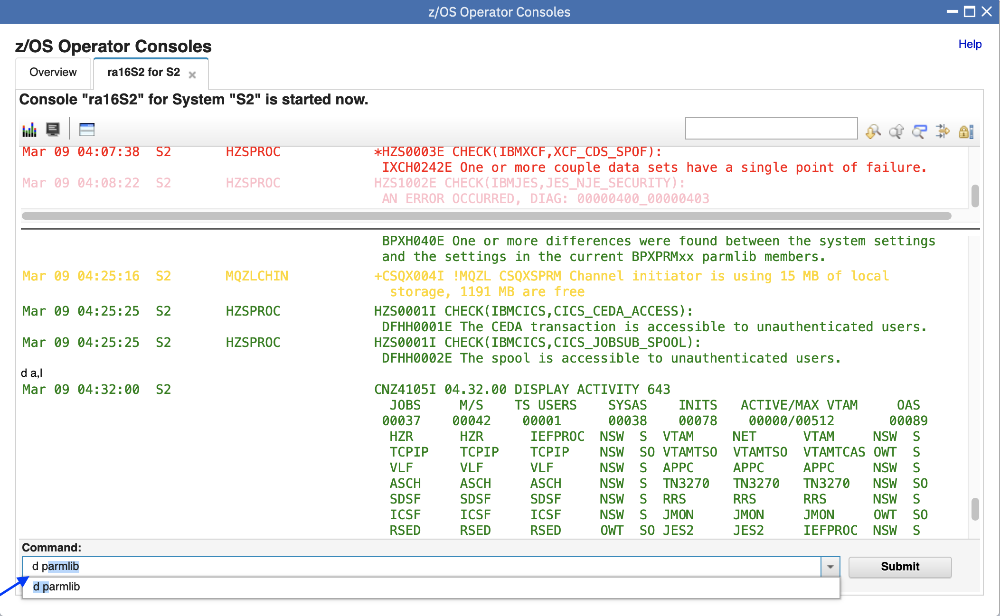 z/OS Operator Consoles
z/OS Operator Consoles
Help
Overview
ra16S2 for S2
Console "ra16S2" for System "S2" is started now.
Mar 09 04:07:38 S2 HZSPROC *HZS0003E CHECK(IBMXCF,XCF_CDS_SPOF):
IXCH0242E One or more couple data sets have a single point of failure.
Mar 09 04:08:22 S2 HZSPROC HZS1002E CHECK(IBMJES,JES_NJE_SECURITY):
AN ERROR OCCURRED, DIAG: 00000400_00000403
BPXH040E One or more differences were found between the system settings
and the settings in the current BPXPRMxx parmlib members.
Mar 09 04:25:16 S2 MQZLCHIN +CSQX004I !MQZL CSQXSPRM Channel initiator is using 15 MB of local
storage, 1191 MB are free
Mar 09 04:25:25 S2 HZSPROC HZS0001I CHECK(IBMCICS,CICS_CEDA_ACCESS):
DFHH0001E The CEDA transaction is accessible to unauthenticated users.
Mar 09 04:25:25 S2 HZSPROC HZS0001I CHECK(IBMCICS,CICS_JOBSUB_SPOOL):
DFHH0002E The spool is accessible to unauthenticated users.
d a,l
Mar 09 04:32:00 S2 CNZ4105I 04.32.00 DISPLAY ACTIVITY 643
JOBS M/S TS USERS SYSAS INITS ACTIVE/MAX VTAM OAS
00037 00042 00001 00038 00078 00000/00512 00089
HZR HZR IEFPROC NSW S VTAM NET VTAM NSW S
TCPIP TCPIP TCPIP NSW SO VTAMTSO VTAMTSO VTAMTCAS OWT S
VLF VLF VLF NSW S APPC APPC APPC NSW S
ASCH ASCH ASCH NSW S TN3270 TN3270 TN3270 NSW SO
SDSF SDSF SDSF NSW S RRS RRS RRS NSW S
ICSF ICSF ICSF NSW S JMON JMON JMON OWT SO
RSED RSED RSED OWT SO JES2 JES2 IEFPROC NSW S
Command:
d parmlib
Submit
d parmlib